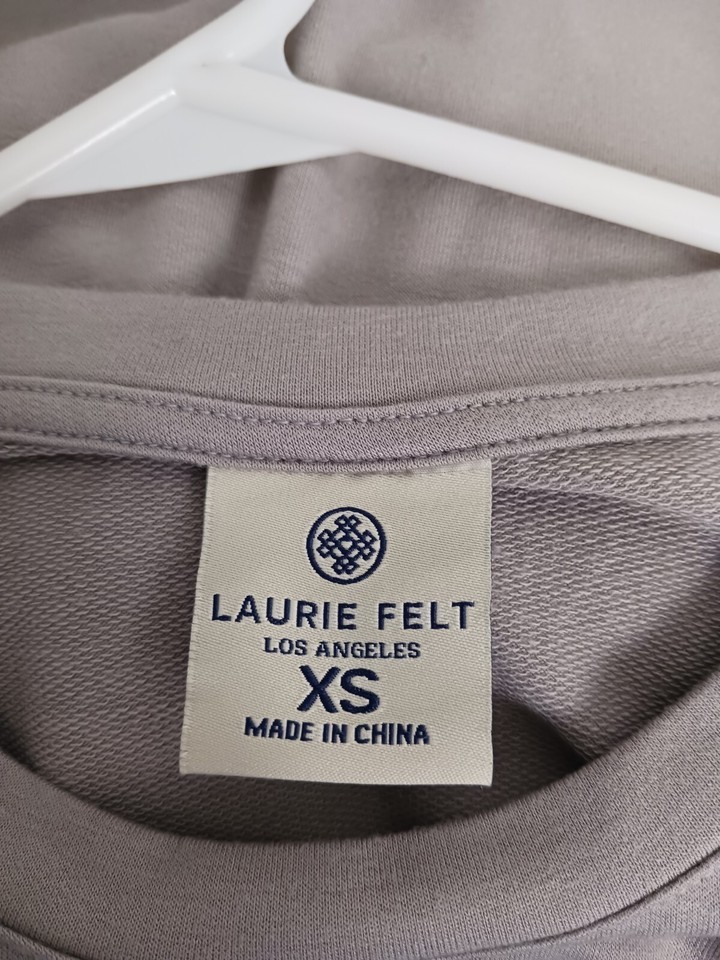 LAURIE FELT
LOS ANGELES
XS
MADE IN CHINA